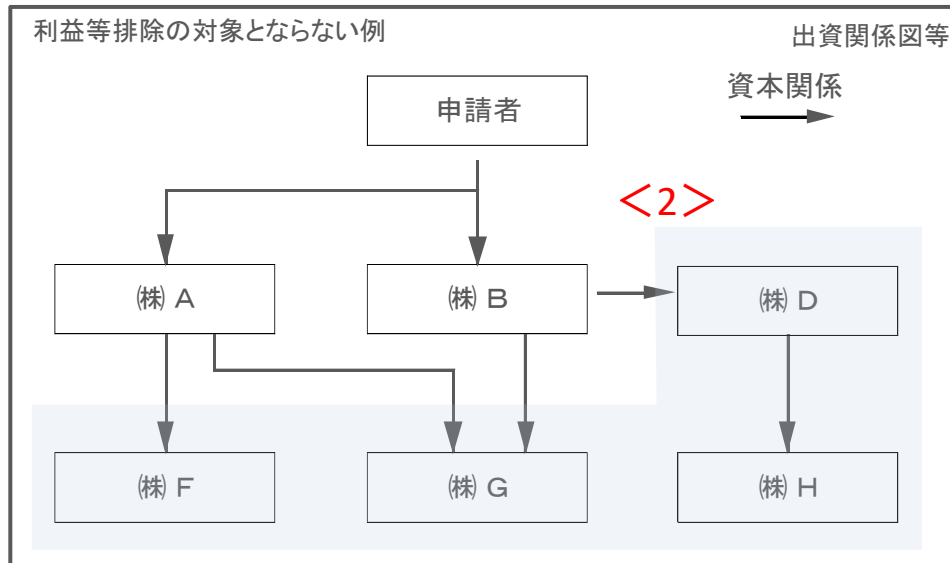 利益等排除の対象とならない例
出資関係図等
資本関係
申請者
<2>
㈱ A
㈱ B
㈱ D
㈱ F
㈱ G
㈱ H